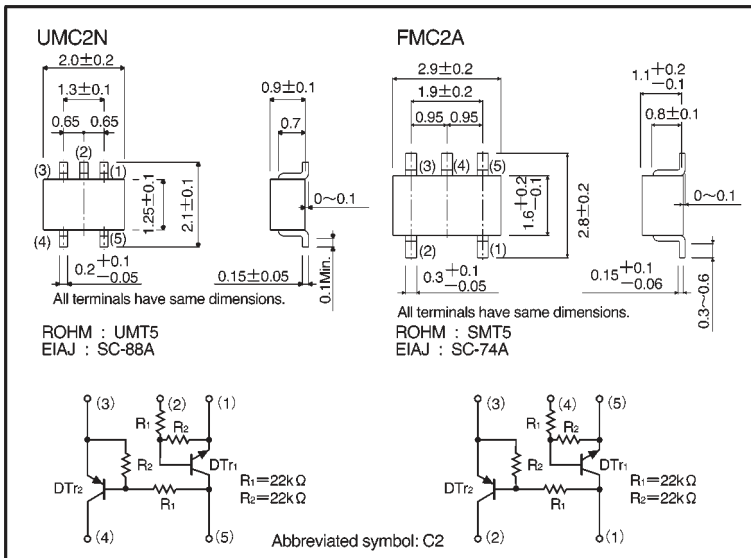 UMC2N
2.0±0.2
1.3±0.1
0.65 0.65
(2)
(3) (1)
1.25±0.1
2.1±0.1
(4) (5)
0.2 +0.1 −0.05
0.9±0.1
0.7
0~0.1
0.15±0.05
0.1Min.
All terminals have same dimensions.
ROHM : UMT5
EIAJ : SC-88A
FMC2A
2.9±0.2
1.9±0.2
0.95 0.95
(3) (4) (5)
1.6 +0.2 −0.1
2.8±0.2
(2) (1)
0.3 +0.1 −0.05
1.1 +0.2 −0.1
0.8±0.1
0~0.1
0.15 +0.1 −0.06
0.3~0.6
All terminals have same dimensions.
ROHM : SMT5
EIAJ : SC-74A
(3) (2) (1)
R1
R2
R2
DTr1
DTr2
R1
R1=22kΩ
R2=22kΩ
(4) (5)
(3) (4) (5)
R1
R2
R2
DTr1
DTr2
R1
R1=22kΩ
R2=22kΩ
(2) (1)
Abbreviated symbol: C2